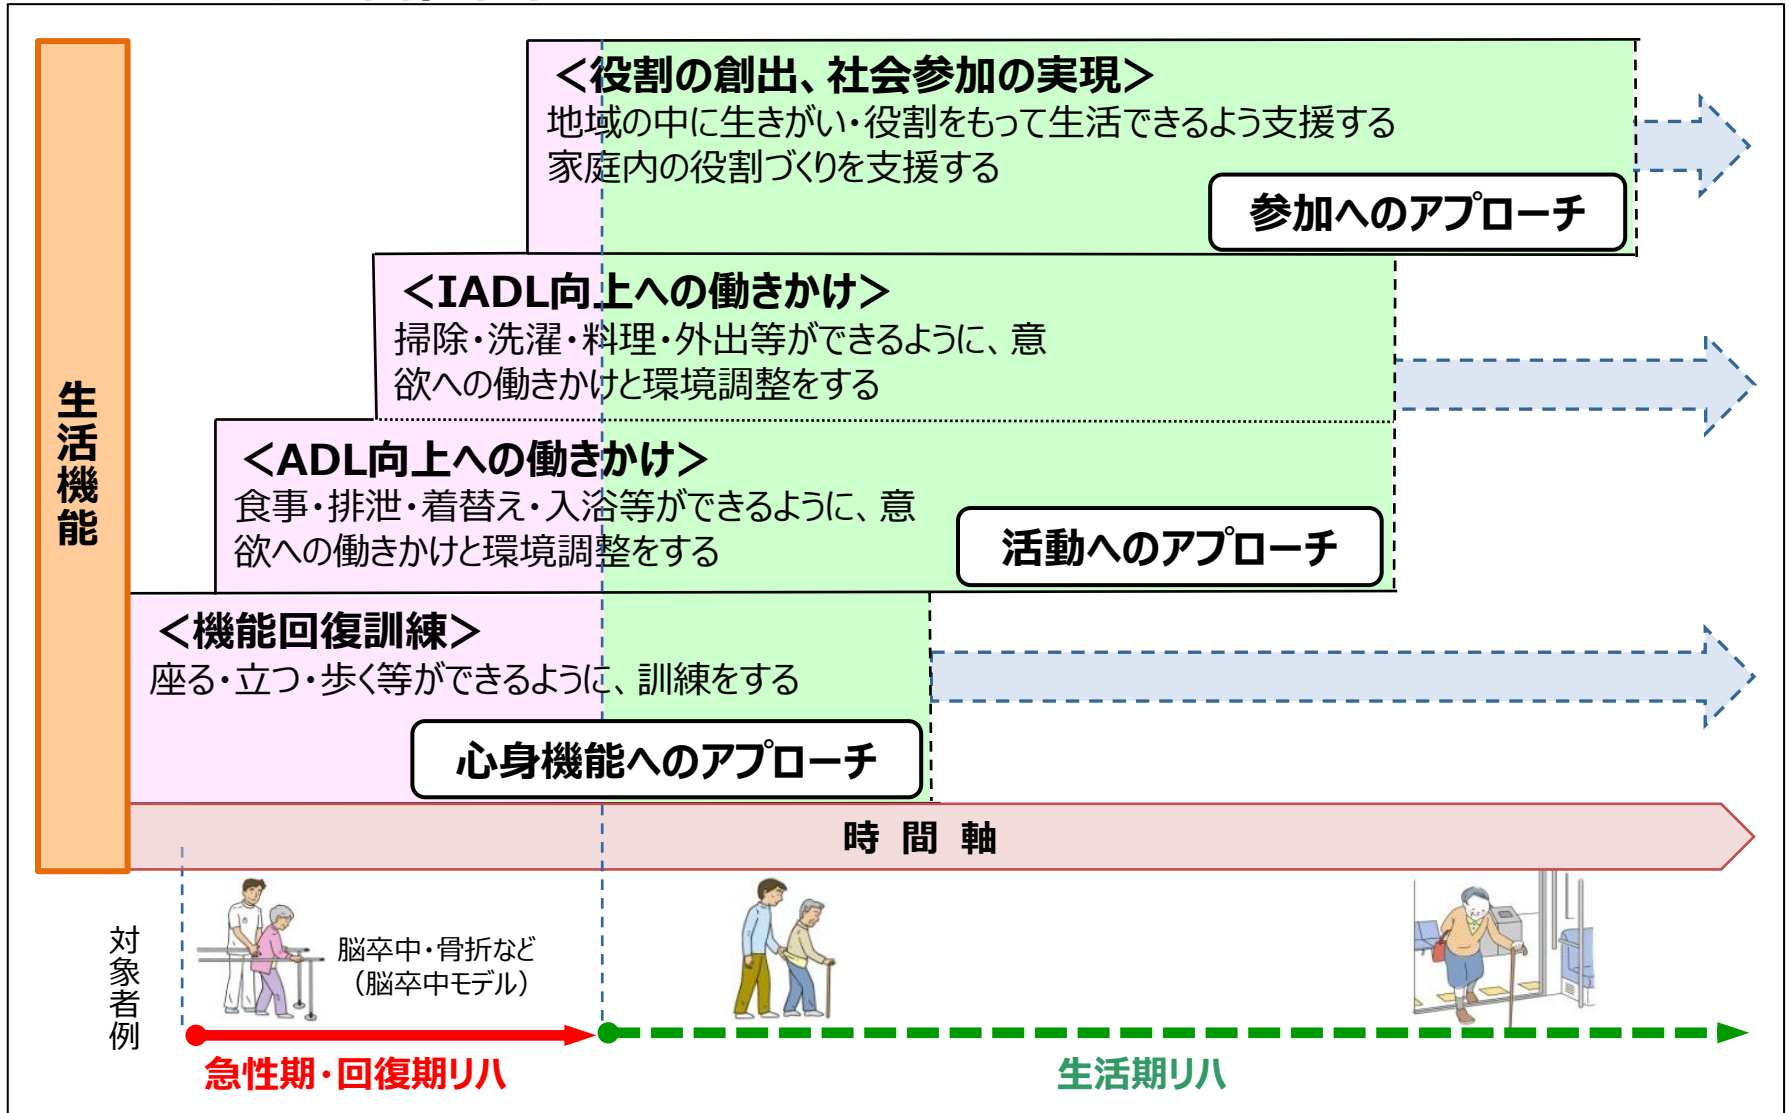 <役割の創出、社会参加の実現>
地域の中に生きがい・役割をもって生活できるよう支援する
家庭内の役割づくりを支援する
参加へのアプローチ
<IADL向上への働きかけ>
掃除・洗濯・料理・外出等ができるように、意
欲への働きかけと環境調整をする
生活機能
<ADL向上への働きかけ>
食事・排泄・着替え・入浴等ができるように、意
欲への働きかけと環境調整をする
活動へのアプローチ
<機能回復訓練>
座る・立つ・歩く等ができるように、訓練をする
心身機能へのアプローチ
時間軸
対象者例
脳卒中・骨折など
(脳卒中モデル)
急性期・回復期リハ
生活期リハ